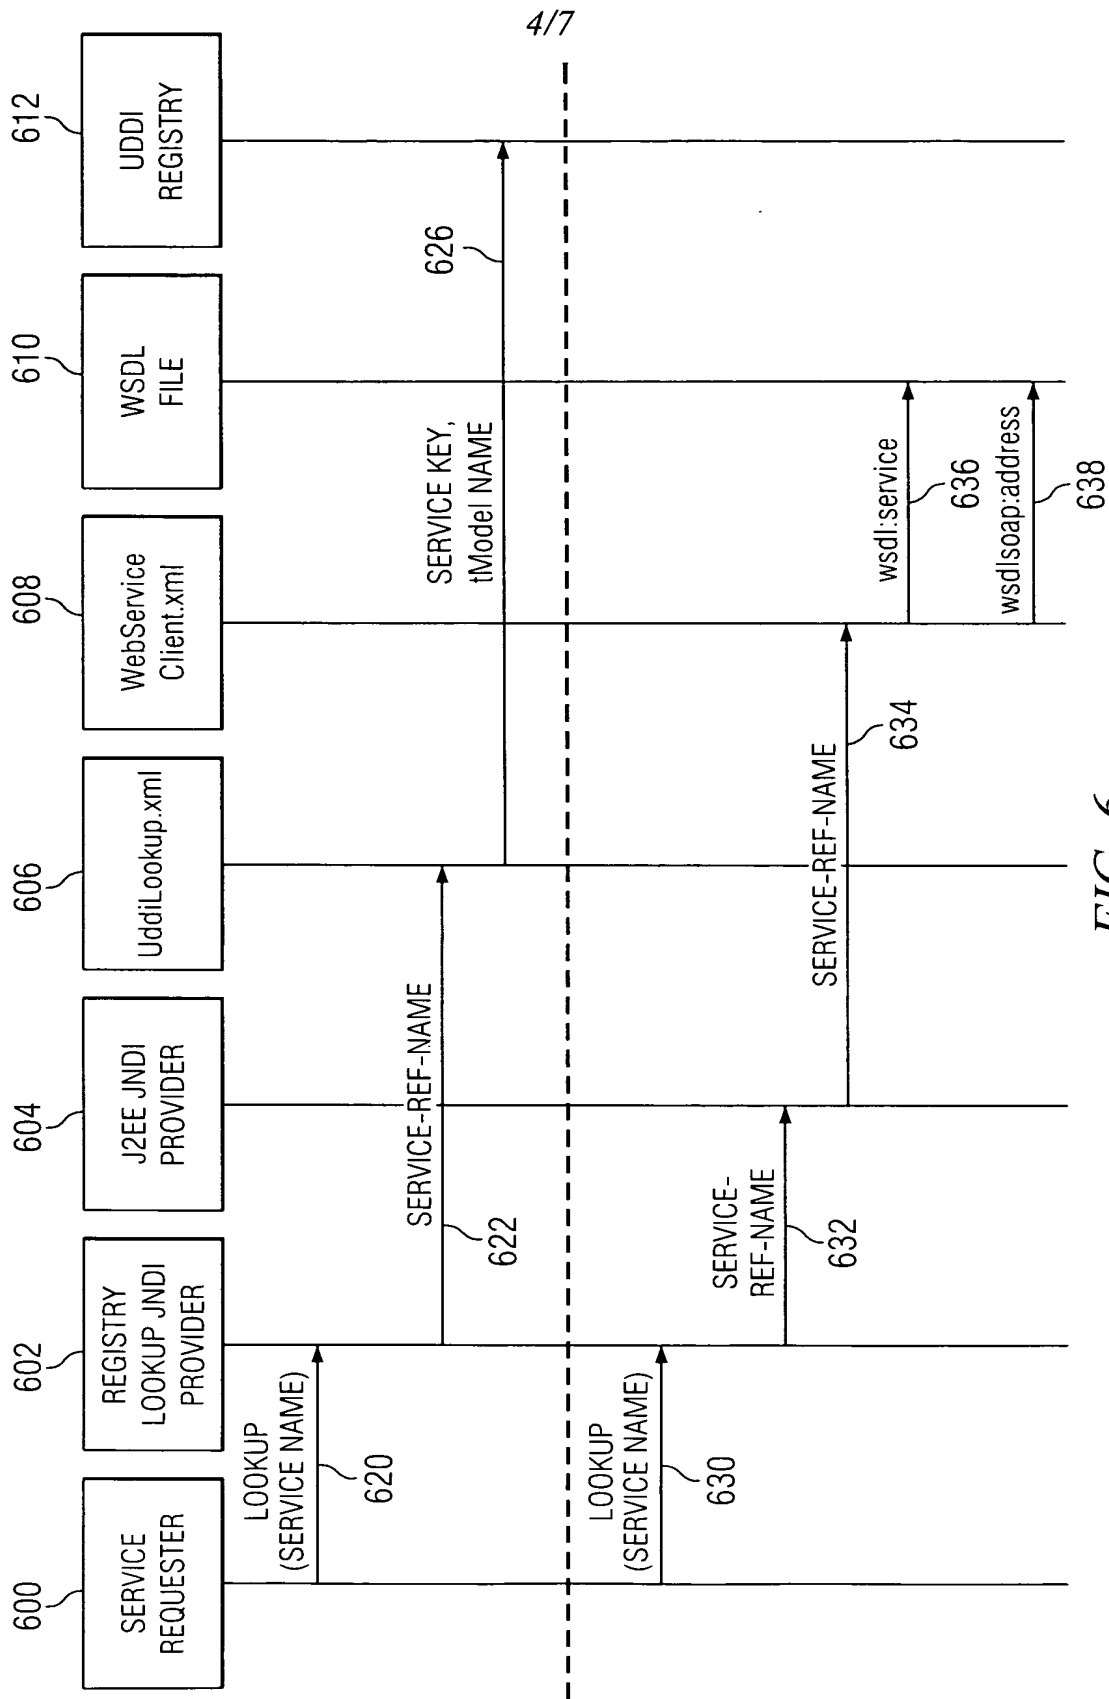 4/7
600
602
604
606
608
610
612
SERVICE
REQUESTER
REGISTRY
LOOKUP JNDI
PROVIDER
J2EE JNDI
PROVIDER
UddiLookup.xml
WebService
Client.xml
WSDL
FILE
UDDI
REGISTRY
LOOKUP
(SERVICE NAME)
620
SERVICE-REF-NAME
622
SERVICE KEY,
tModel NAME
626
LOOKUP
(SERVICE NAME)
630
SERVICE-
REF-NAME
632
SERVICE-REF-NAME
634
wsdl:service
636
wsdlsoap:address
638
FIG. 6